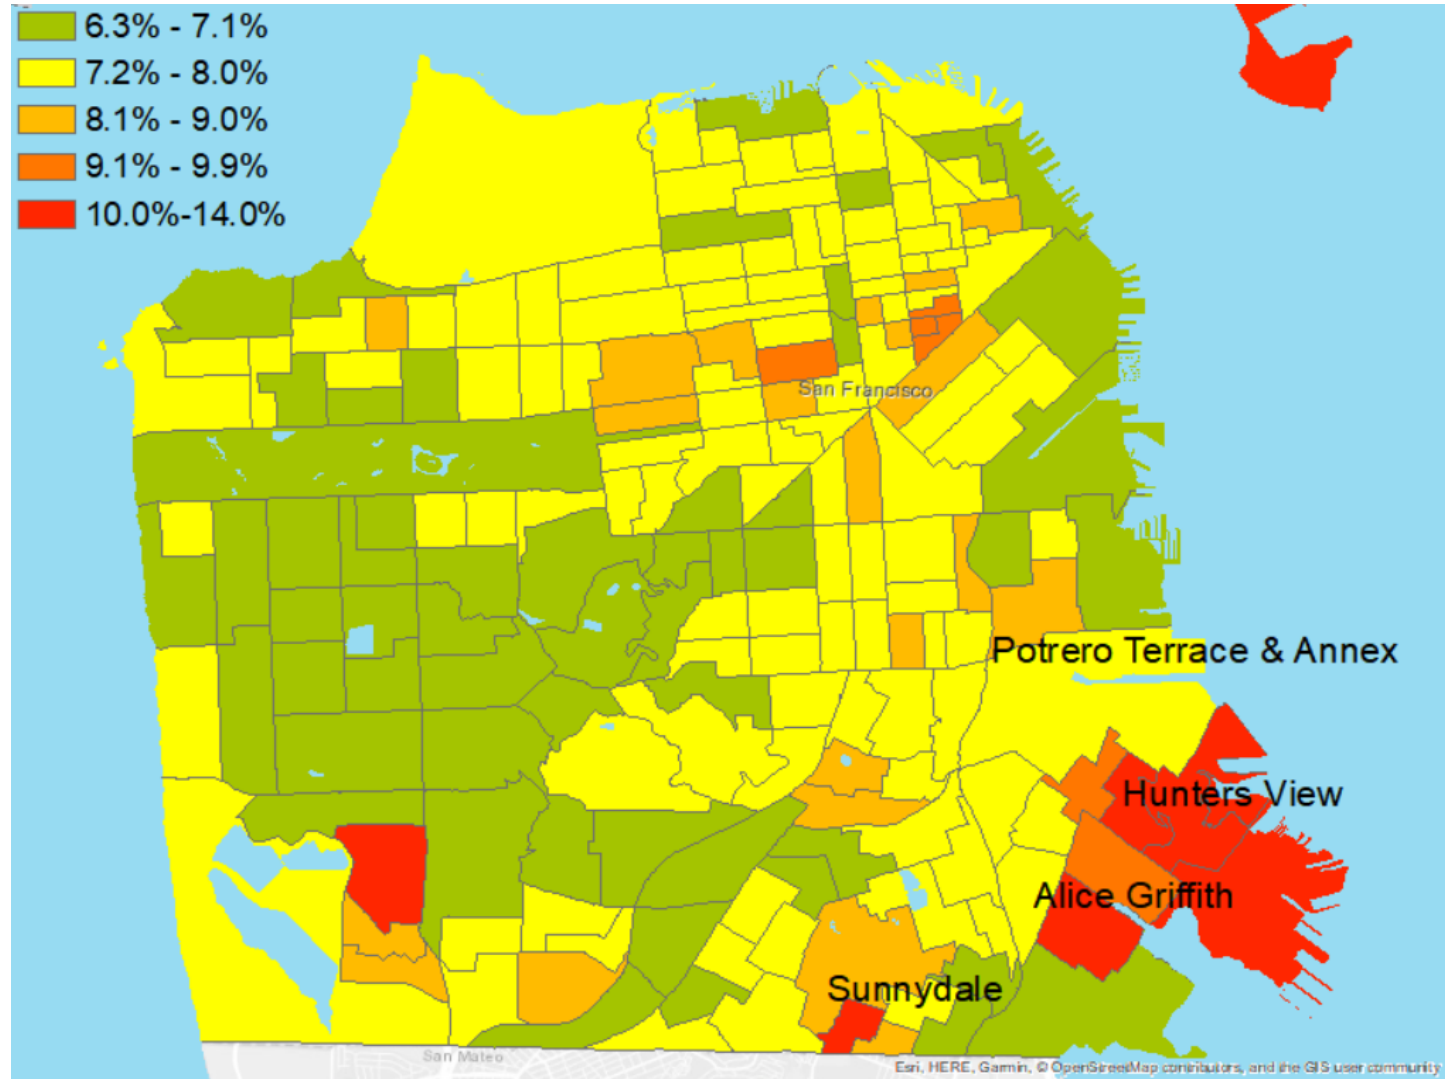 6.3% - 7.1%
7.2% - 8.0%
8.1% - 9.0%
9.1% - 9.9%
10.0%-14.0%
San Francisco
Potrero Terrace & Annex
Hunters View
Alice Griffith
Sunnydale
San Mateo
Esri, HERE, Garmin, © OpenStreetMap contributors, and the GIS user community